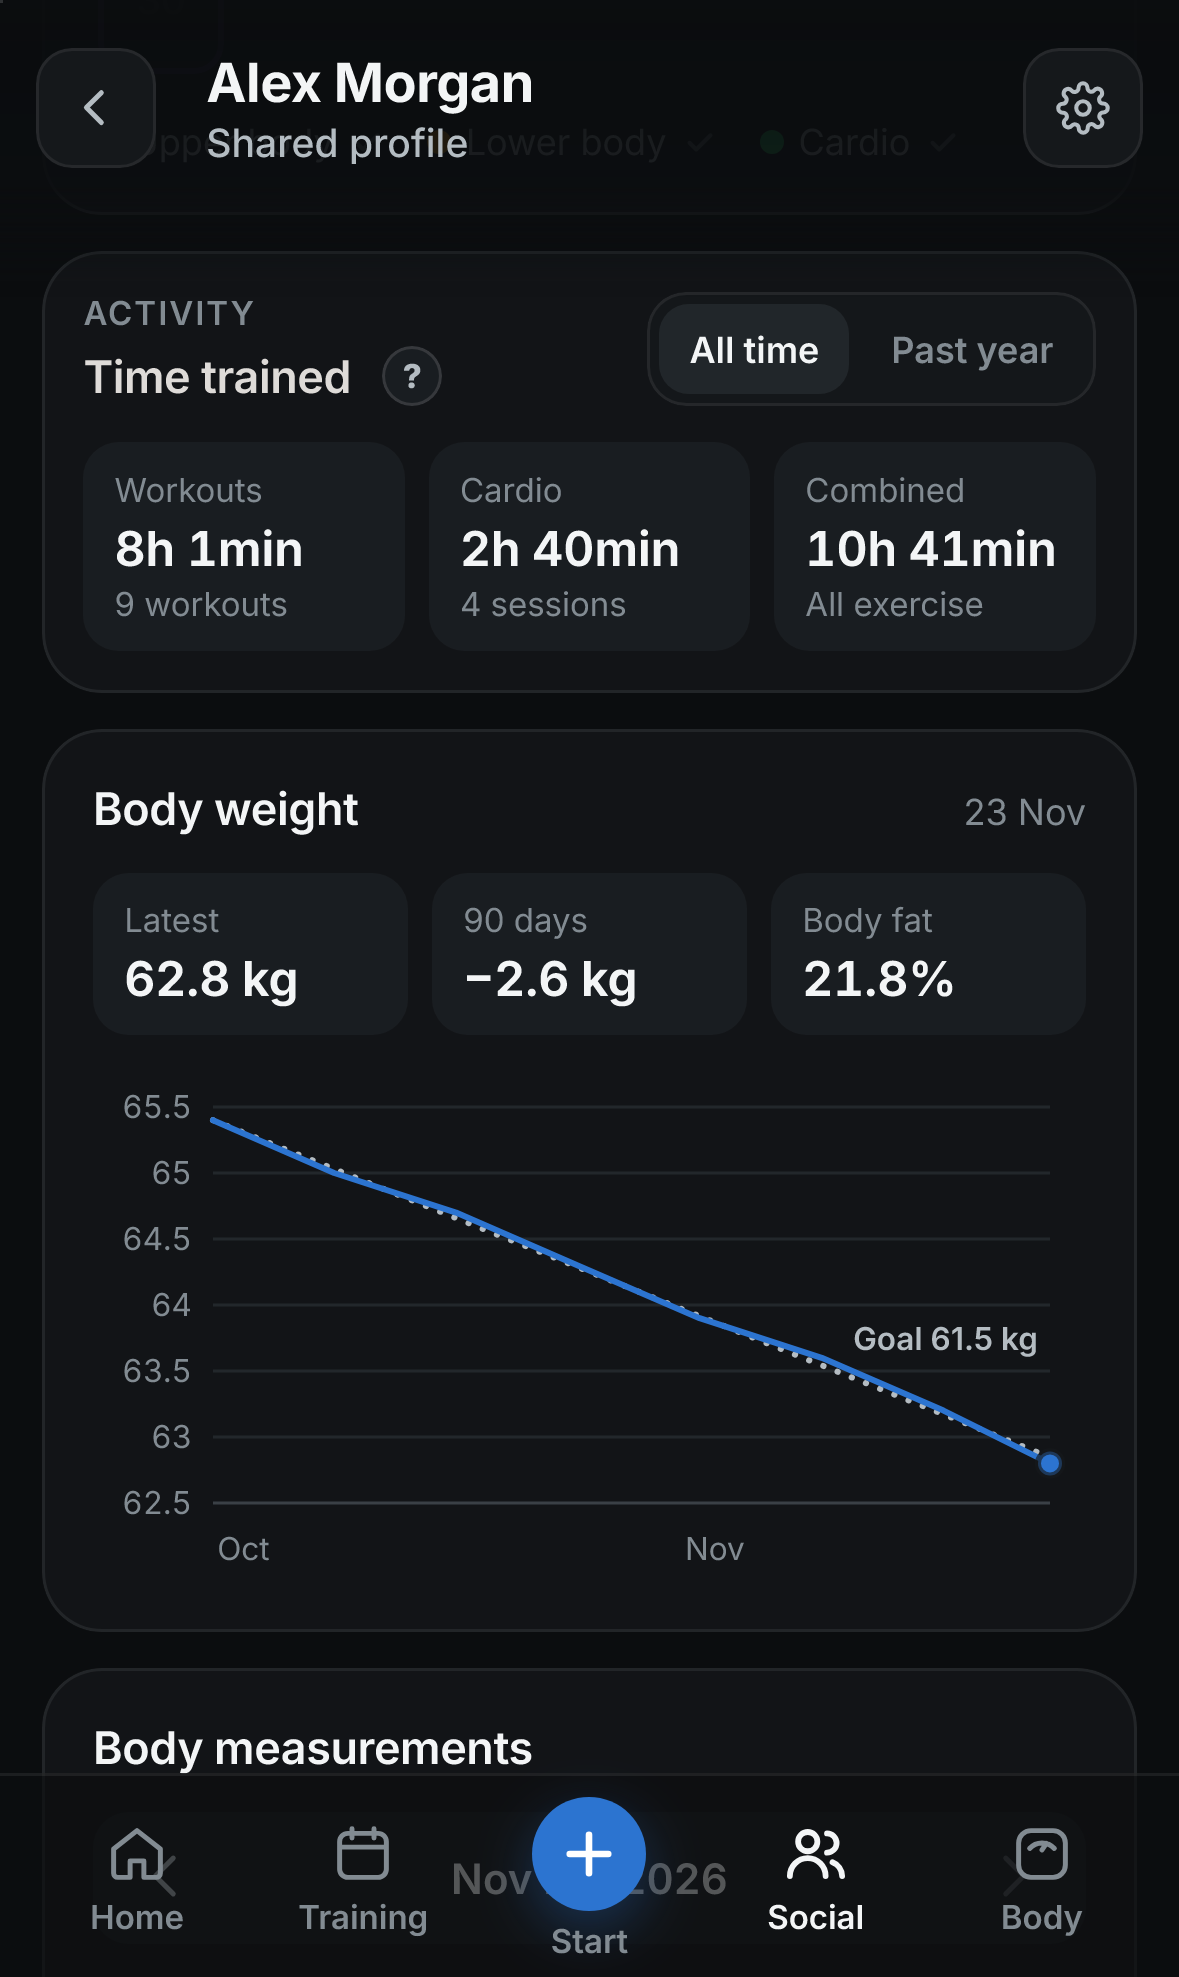 Alex Morgan
Shared profile
Lower body
Cardio
ACTIVITY
Time trained ?
All time
Past year
Workouts
8h 1min
9 workouts
Cardio
2h 40min
4 sessions
Combined
10h 41min
All exercise
Body weight
23 Nov
Latest
62.8 kg
90 days
−2.6 kg
Body fat
21.8%
65.5
65
64.5
64
63.5
63
62.5
Goal 61.5 kg
Oct
Nov
Body measurements
Nov
Home
Training
Start
Social
Body